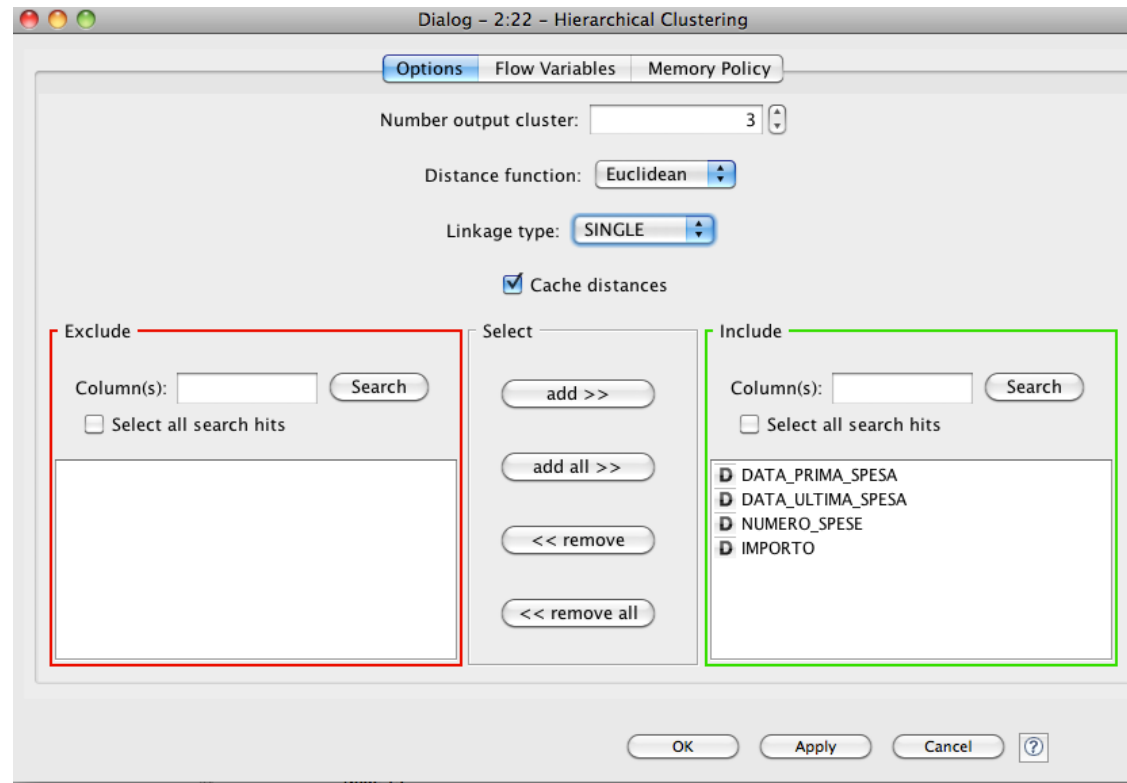 Dialog – 2:22 – Hierarchical Clustering
Options Flow Variables Memory Policy
Number output cluster: 3
Distance function: Euclidean
Linkage type: SINGLE
Cache distances
Exclude
Column(s): Search
Select all search hits
Select
add >>
add all >>
<< remove
<< remove all
Include
Column(s): Search
Select all search hits
D DATA_PRIMA_SPESA
D DATA_ULTIMA_SPESA
D NUMERO_SPESE
D IMPORTO
OK Apply Cancel ?